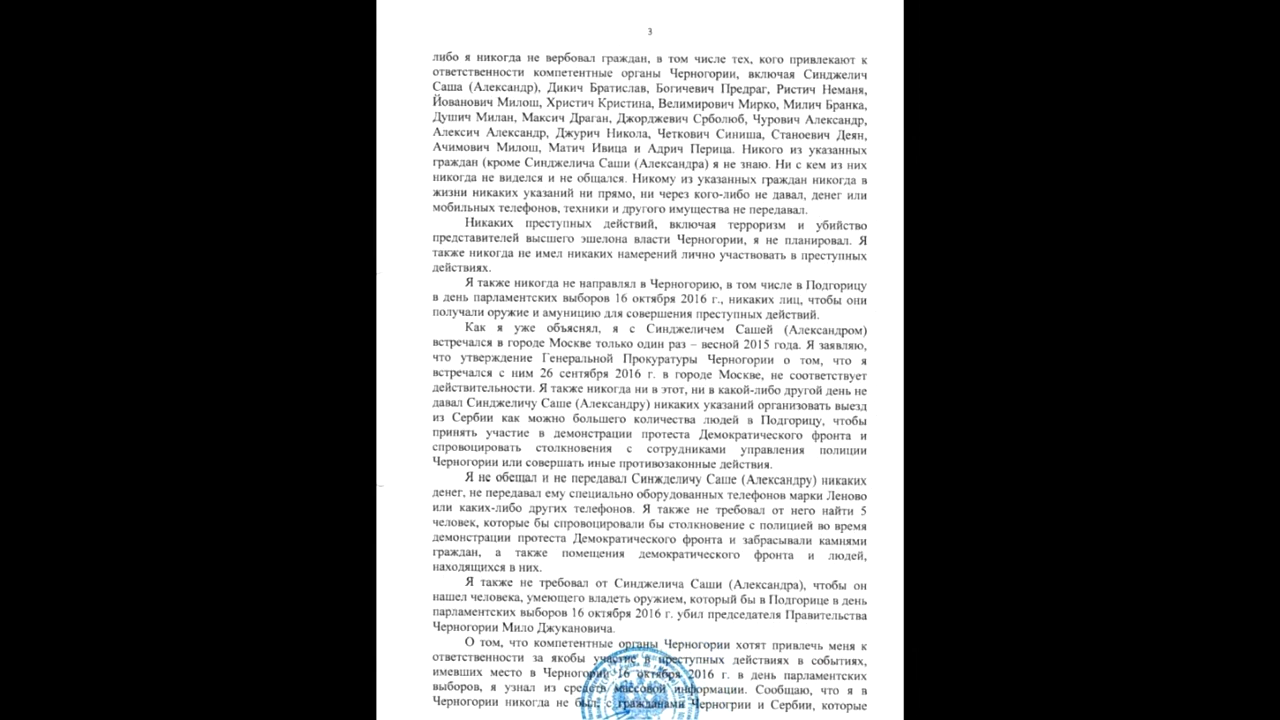 3
либо я никогда не вербовал граждан, в том числе тех, кого привлекают к
ответственности компетентные органы Черногории, включая Синджелич
Саша (Александр), Дикич Братислав, Богичевич Предраг, Ристич Неманя,
Йованович Милош, Христич Кристина, Велимирович Мирко, Милич Бранка,
Душич Милан, Максич Драган, Джорджевич Срболюб, Чурович Александр,
Алексич Александр, Джурич Никола, Четкович Синиша, Станоевич Деян,
Ачимович Милош, Матич Ивица и Адрич Перица. Никого из указанных
граждан (кроме Синджелича Саши (Александра) я не знаю. Ни с кем из них
никогда не виделся и не общался. Никому из указанных граждан никогда в
жизни никаких указаний ни прямо, ни через кого-либо не давал, денег или
мобильных телефонов, техники и другого имущества не передавал.
Никаких преступных действий, включая терроризм и убийство
представителей высшего эшелона власти Черногории, я не планировал. Я
также никогда не имел никаких намерений лично участвовать в преступных
действиях.
Я также никогда не направлял в Черногорию, в том числе в Подгорицу
в день парламентских выборов 16 октября 2016 г., никаких лиц, чтобы они
получали оружие и амуницию для совершения преступных действий.
Как я уже объяснял, я с Синджеличем Сашей (Александром)
встречался в городе Москве только один раз – весной 2015 года. Я заявляю,
что утверждение Генеральной Прокуратуры Черногории о том, что я
встречался с ним 26 сентября 2016 г. в городе Москве, не соответствует
действительности. Я также никогда ни в этот, ни в какой-либо другой день не
давал Синджеличу Саше (Александру) никаких указаний организовать выезд
из Сербии как можно большего количества людей в Подгорицу, чтобы
принять участие в демонстрации протеста Демократического фронта и
спровоцировать столкновения с сотрудниками управления полиции
Черногории или совершать иные противозаконные действия.
Я не обещал и не передавал Синжделичу Саше (Александру) никаких
денег, не передавал ему специально оборудованных телефонов марки Леново
или каких-либо других телефонов. Я также не требовал от него найти 5
человек, которые бы спровоцировали бы столкновение с полицией во время
демонстрации протеста Демократического фронта и забрасывали камнями
граждан, а также помещения демократического фронта и людей,
находящихся в них.
Я также не требовал от Синджелича Саши (Александра), чтобы он
нашел человека, умеющего владеть оружием, который бы в Подгорице в день
парламентских выборов 16 октября 2016 г. убил председателя Правительства
Черногории Мило Джукановича.
О том, что компетентные органы Черногории хотят привлечь меня к
ответственности за якобы участие в преступных действиях в событиях,
имевших место в Черногории 16 октября 2016 г. в день парламентских
выборов, я узнал из средств массовой информации. Сообщаю, что я в
Черногории никогда не был, с гражданами Черногрии и Сербии, которые